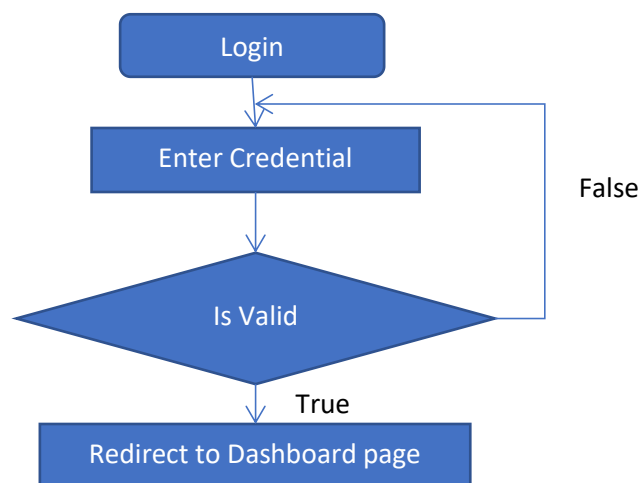 Login
Enter Credential
False
Is Valid
True
Redirect to Dashboard page